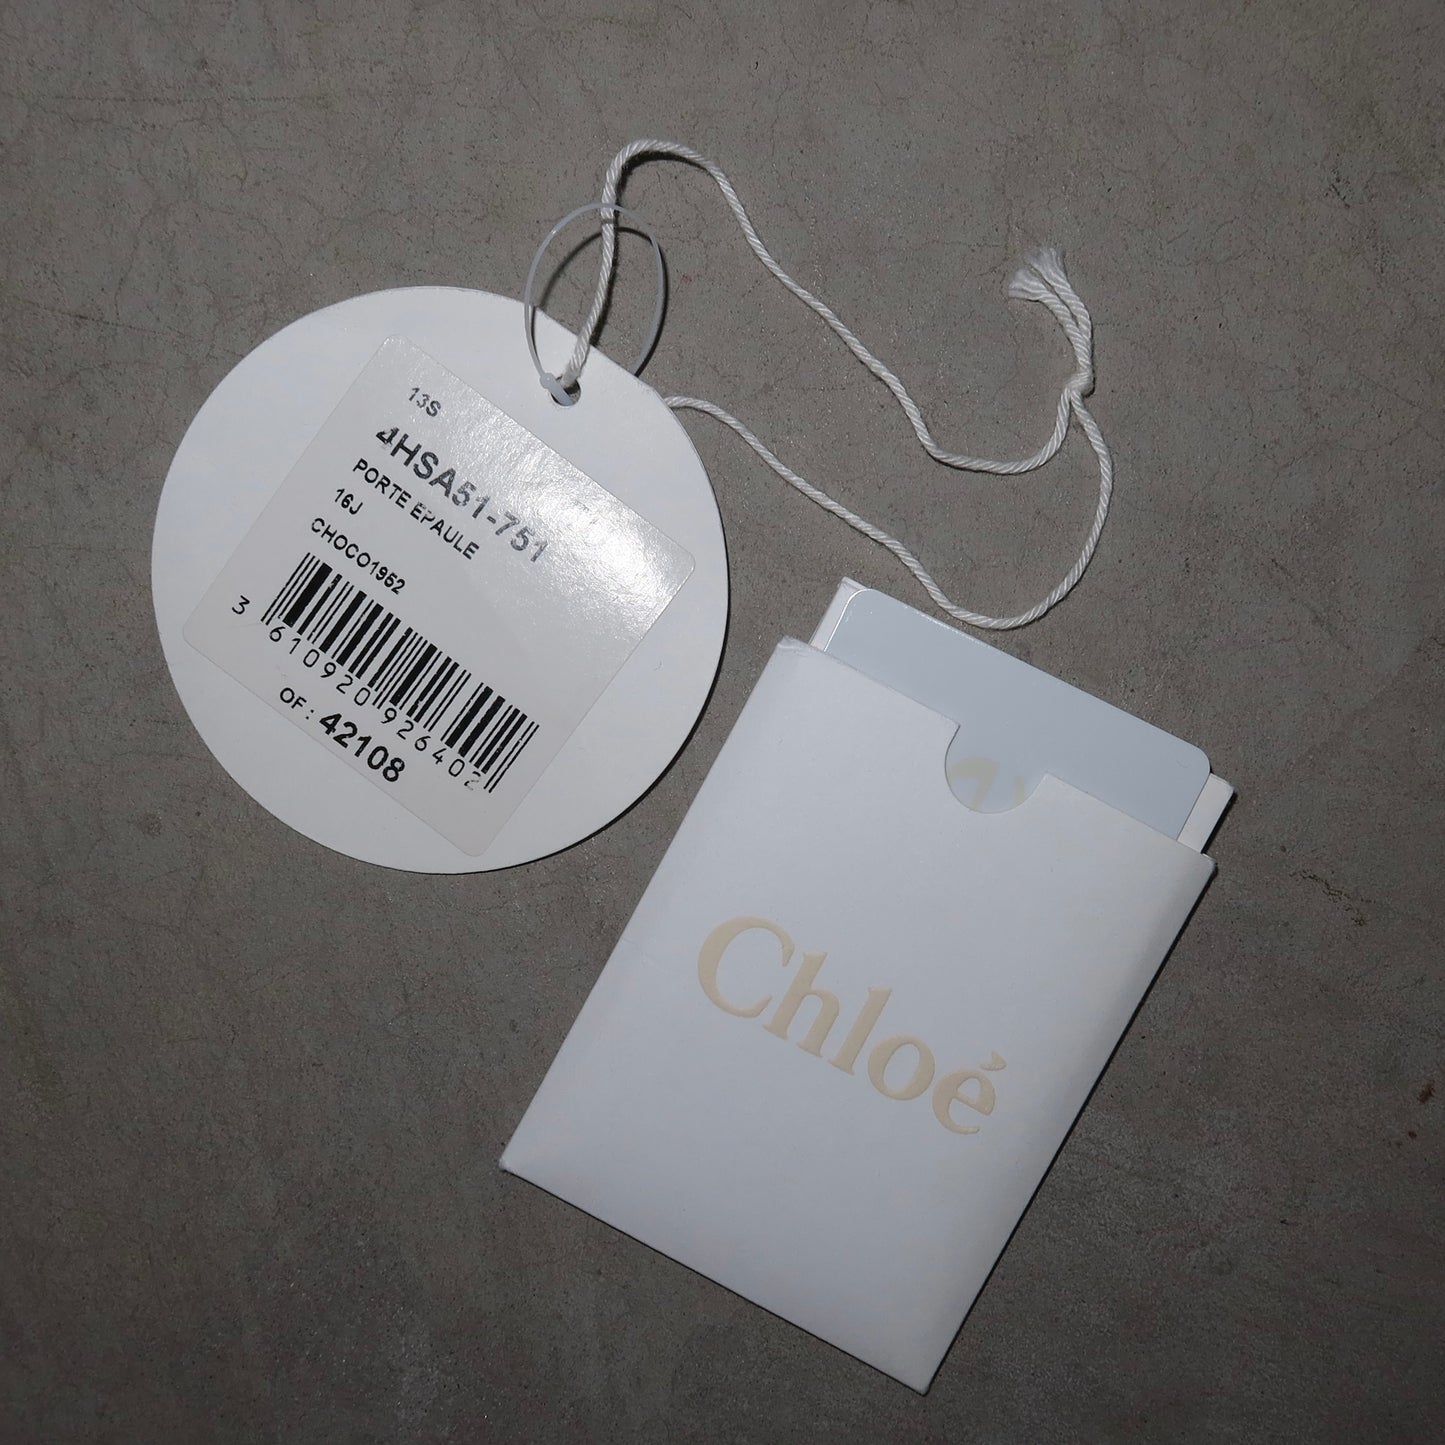 13S
4HSA51-751
PORTE EPAULE
16J
CHOCO1952
3 610920 926402
OF : 42108
Chloé